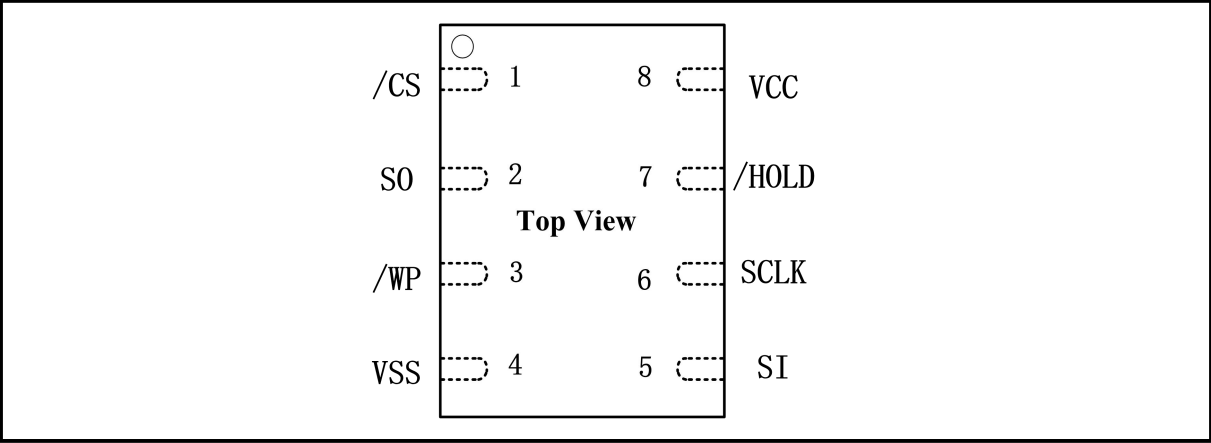 /CS 1 8 VCC
SO 2 7 /HOLD
Top View
/WP 3 6 SCLK
VSS 4 5 SI